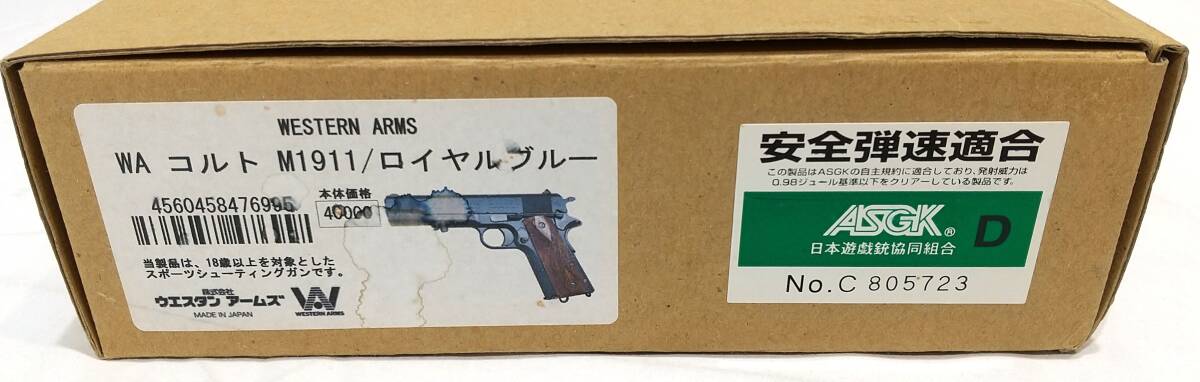 WESTERN ARMS
WA コルト M1911/ロイヤルブルー
4560458476995
本体価格
40000
当製品は、18歳以上を対象とした
スポーツシューティングガンです。
株式会社
ウエスタン アームズ
MADE IN JAPAN
WA
WESTERN ARMS
安全弾速適合
この製品はASGKの自主規約に適合しており、発射威力は
0.98ジュール基準以下をクリアーしている製品です。
ASGK® D
日本遊戯銃協同組合
No.C 805723